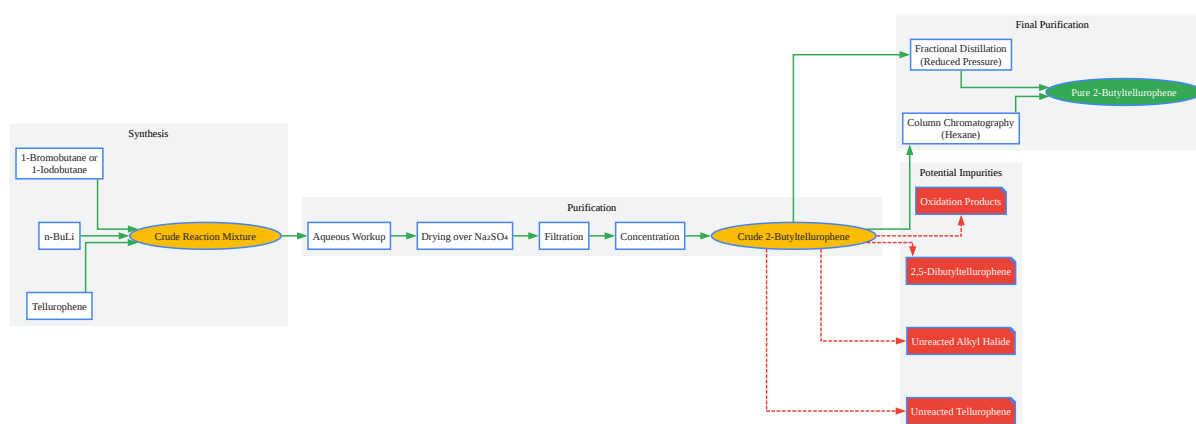 Synthesis
1-Bromobutane or
1-Iodobutane
n-BuLi
Tellurophene
Crude Reaction Mixture
Purification
Aqueous Workup
Drying over Na₂SO₄
Filtration
Concentration
Crude 2-Butyltellurophene
Final Purification
Fractional Distillation
(Reduced Pressure)
Column Chromatography
(Hexane)
Pure 2-Butyltellurophene
Potential Impurities
Oxidation Products
2,5-Dibutyltellurophene
Unreacted Alkyl Halide
Unreacted Tellurophene